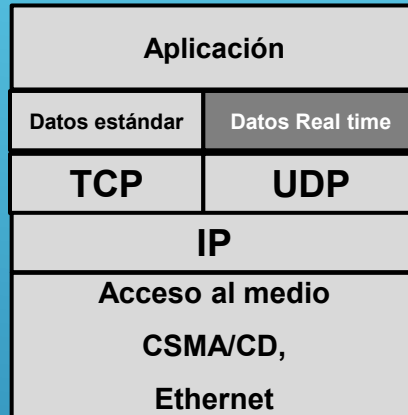 Aplicación
Datos estándar Datos Real time
TCP UDP
IP
Acceso al medio
CSMA/CD,
Ethernet